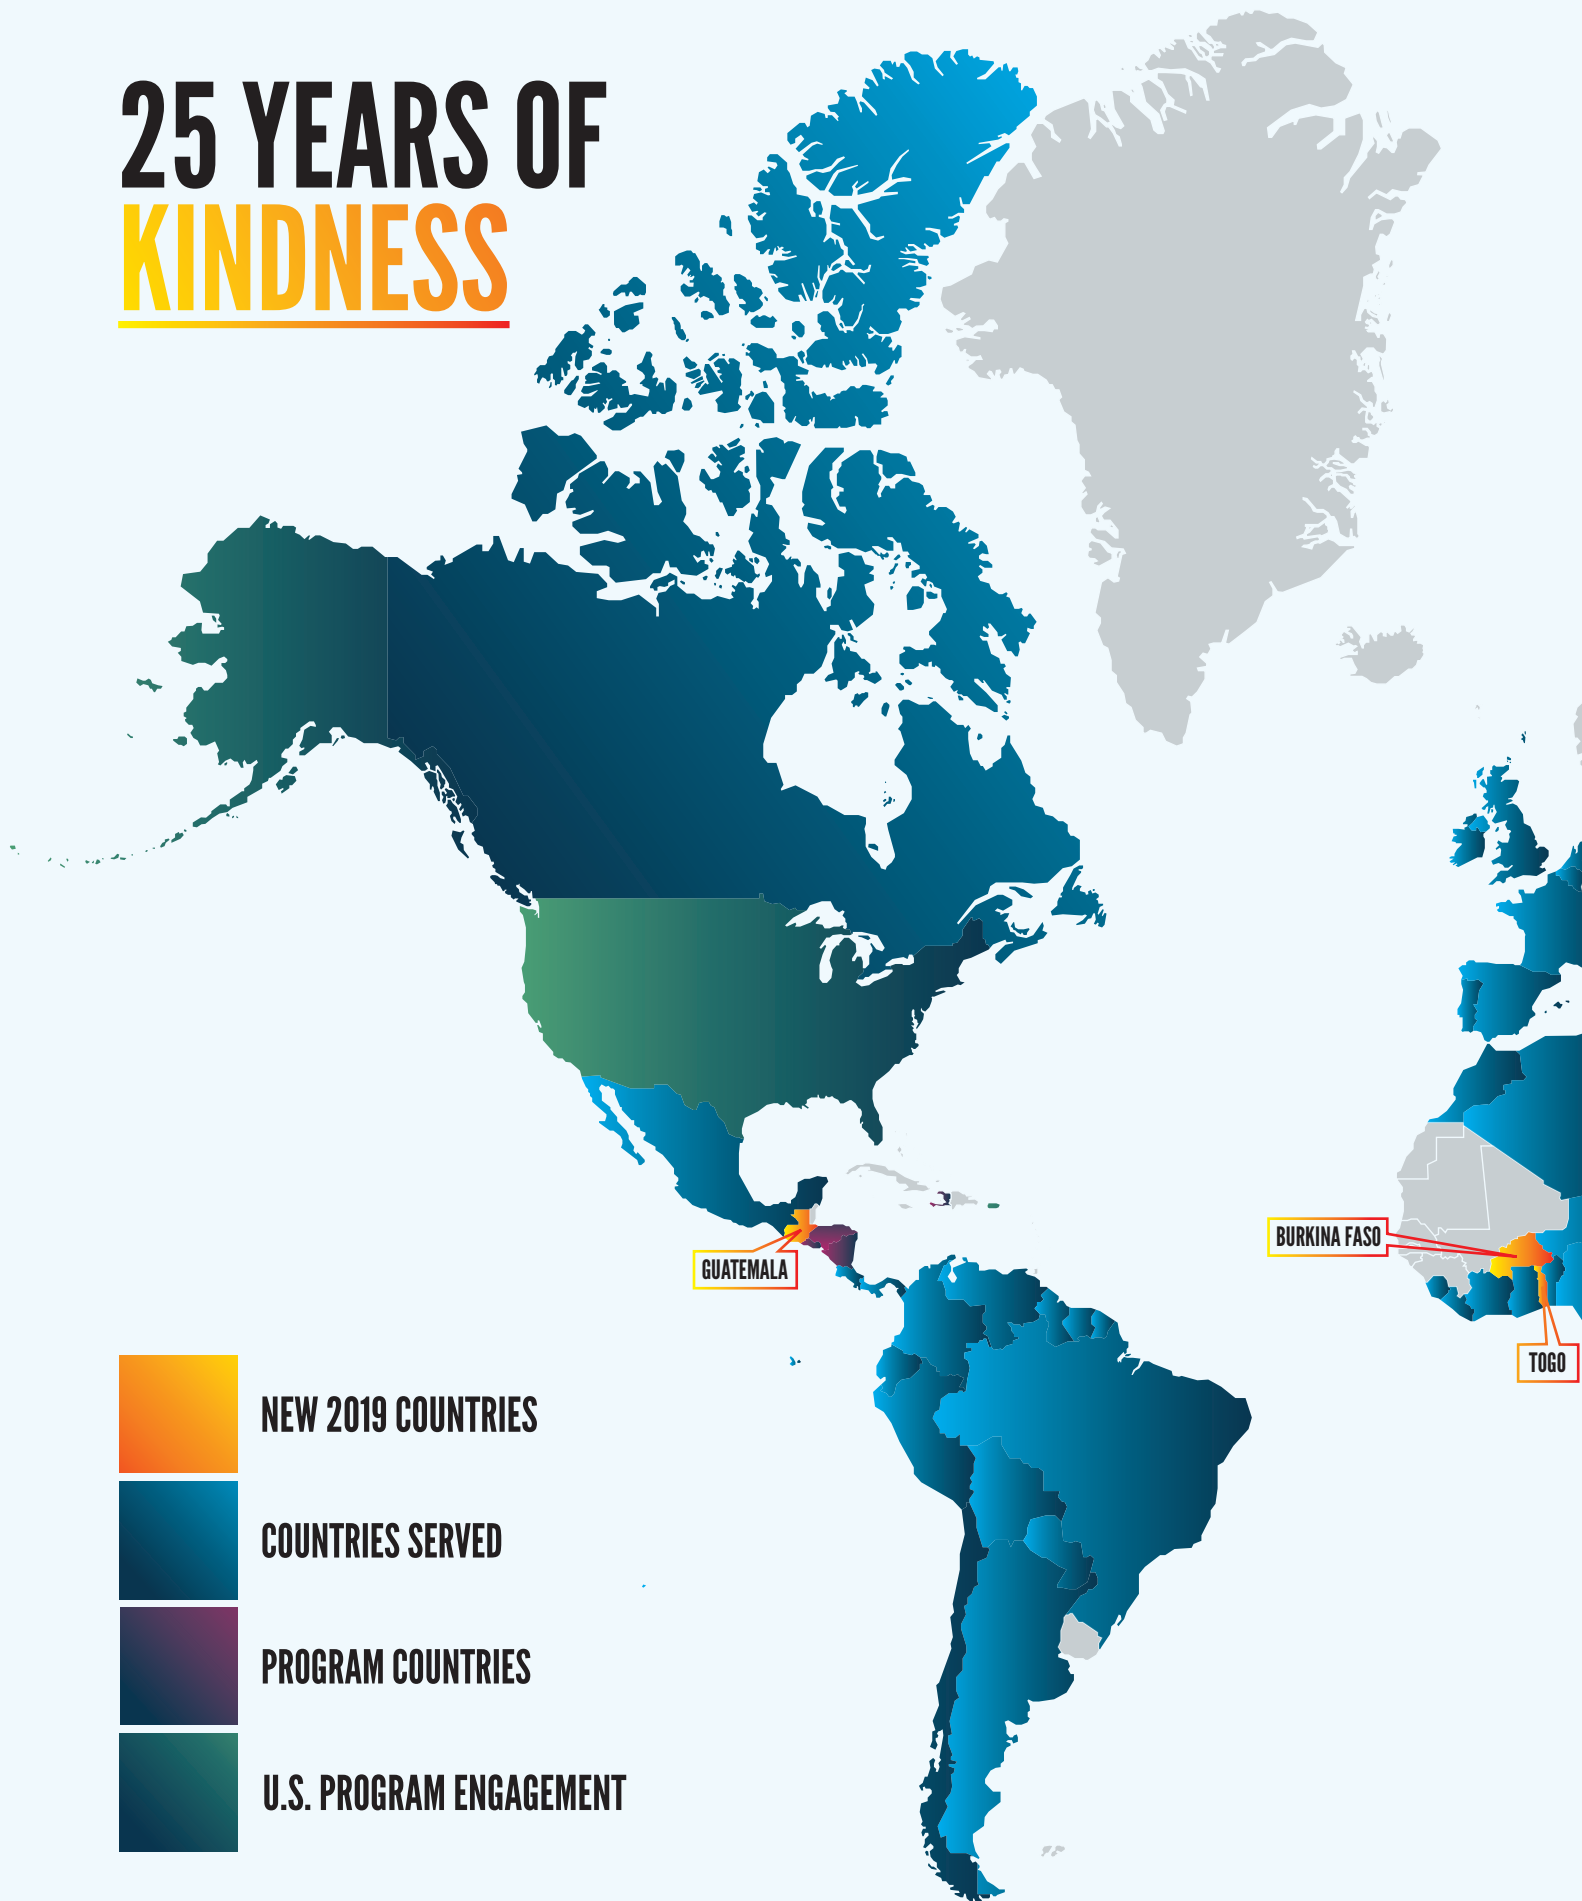 25 YEARS OF
KINDNESS
BURKINA FASO
GUATEMALA
TOGO
NEW 2019 COUNTRIES
COUNTRIES SERVED
PROGRAM COUNTRIES
U.S. PROGRAM ENGAGEMENT